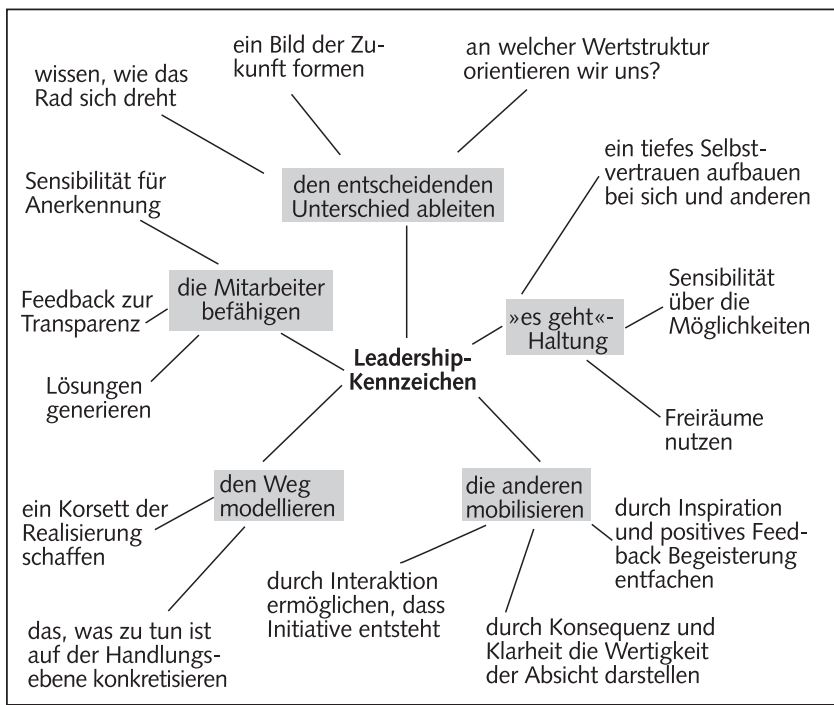 wissen, wie das
Rad sich dreht
ein Bild der Zu-
kunft formen
an welcher Wertstruktur
orientieren wir uns?
den entscheidenden
Unterschied ableiten
ein tiefes Selbst-
vertrauen aufbauen
bei sich und anderen
Sensibilität für
Anerkennung
die Mitarbeiter
befähigen
Feedback zur
Transparenz
Lösungen
generieren
»es geht«-
Haltung
Sensibilität
über die
Möglichkeiten
Freiräume
nutzen
Leadership-
Kennzeichen
den Weg
modellieren
ein Korsett der
Realisierung
schaffen
das, was zu tun ist
auf der Handlungs-
ebene konkretisieren
die anderen
mobilisieren
durch Interaktion
ermöglichen, dass
Initiative entsteht
durch Konsequenz und
Klarheit die Wertigkeit
der Absicht darstellen
durch Inspiration
und positives Feed-
back Begeisterung
entfachen